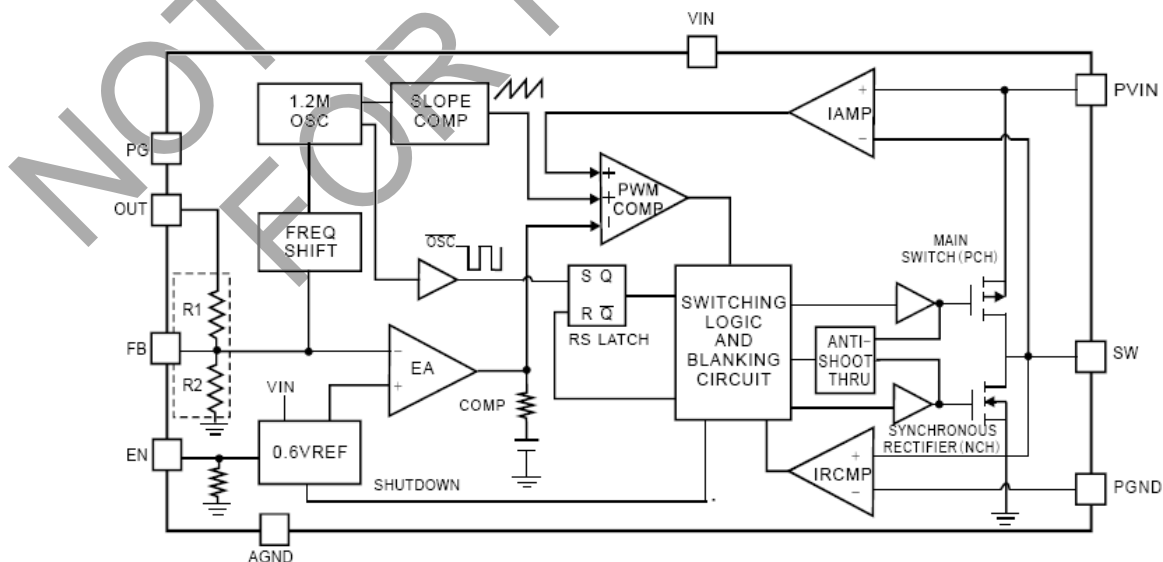 NOT
FOR
VIN
PVIN
1.2M
OSC
SLOPE
COMP
IAMP
+
−
PG
OUT
FREQ
SHIFT
+
+
−
PWM
COMP
OSC
MAIN
SWITCH (PCH)
R1
S Q
R Q
RS LATCH
SWITCHING
LOGIC
AND
BLANKING
CIRCUIT
ANTI-
SHOOT
THRU
FB
SW
R2
−
+
EA
VIN
COMP
EN
0.6VREF
SYNCHRONOUS
RECTIFIER (NCH)
+
−
IRCMP
SHUTDOWN
PGND
AGND